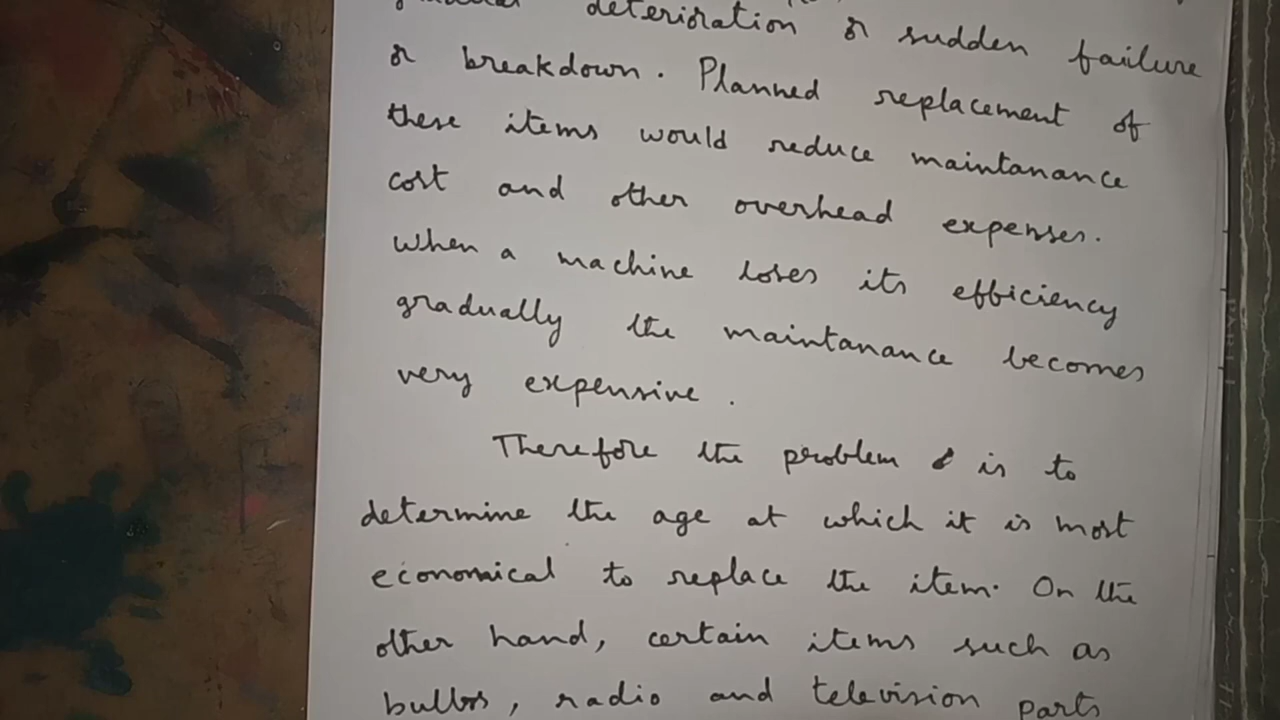 deterioration or sudden failure
or breakdown. Planned replacement of
these items would reduce maintanance
cost and other overhead expenses.
When a machine loses its efficiency
gradually the maintanance becomes
very expensive.
Therefore the problem is to
determine the age at which it is most
economical to replace the item. On the
other hand, certain items such as
bulbs, radio and television parts